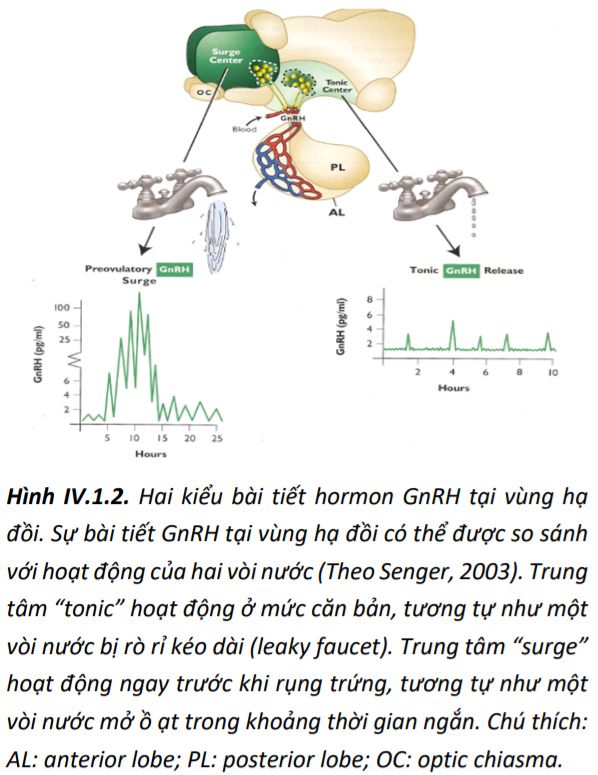 Surge
Center
OC
Tonic
Center
GnRH
Blood
PL
AL
Preovulatory GnRH
Surge
GnRH (pg/ml)
100
50
25
6
4
2
5 10 15 20 25
Hours
Tonic GnRH Release
GnRH (pg/ml)
8
6
4
2
2 4 6 8 10
Hours
Hình IV.1.2. Hai kiểu bài tiết hormon GnRH tại vùng hạ
đồi. Sự bài tiết GnRH tại vùng hạ đồi có thể được so sánh
với hoạt động của hai vòi nước (Theo Senger, 2003). Trung
tâm “tonic” hoạt động ở mức căn bản, tương tự như một
vòi nước bị rò rỉ kéo dài (leaky faucet). Trung tâm “surge”
hoạt động ngay trước khi rụng trứng, tương tự như một
vòi nước mở ồ ạt trong khoảng thời gian ngắn. Chú thích:
AL: anterior lobe; PL: posterior lobe; OC: optic chiasma.